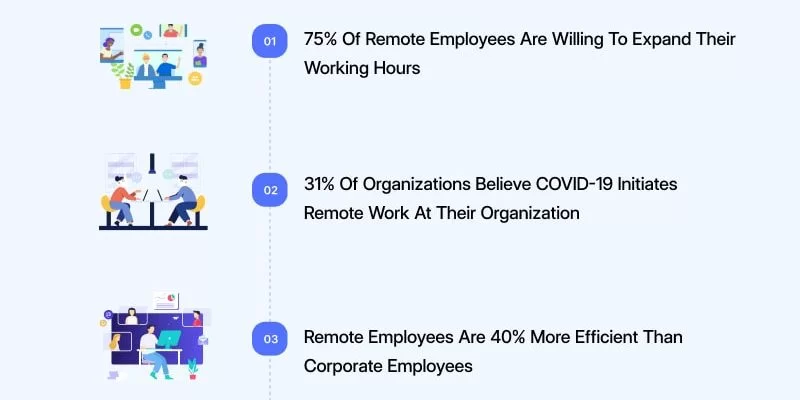 01
75% Of Remote Employees Are Willing To Expand Their
Working Hours
02
31% Of Organizations Believe COVID-19 Initiates
Remote Work At Their Organization
03
Remote Employees Are 40% More Efficient Than
Corporate Employees